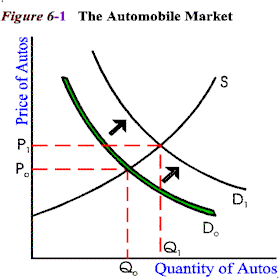 Figure 6-1 The Automobile Market
Price of Autos
S
P₁
P₀
D₁
D₀
Q₀
Q₁
Quantity of Autos